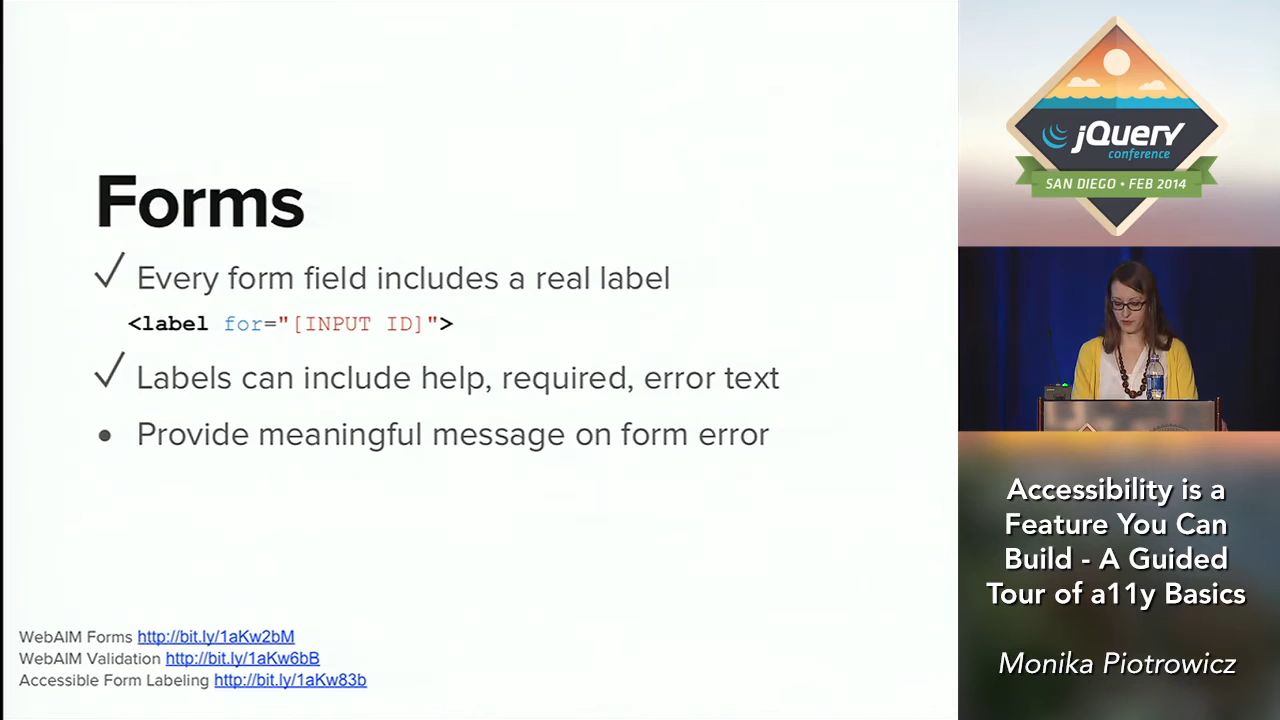 Forms
✓ Every form field includes a real label
<label for="[INPUT ID]">
✓ Labels can include help, required, error text
• Provide meaningful message on form error
WebAIM Forms http://bit.ly/1aKw2bM
WebAIM Validation http://bit.ly/1aKw6bB
Accessible Form Labeling http://bit.ly/1aKw83b
jQuery
conference
SAN DIEGO • FEB 2014
Accessibility is a
Feature You Can
Build - A Guided
Tour of a11y Basics
Monika Piotrowicz